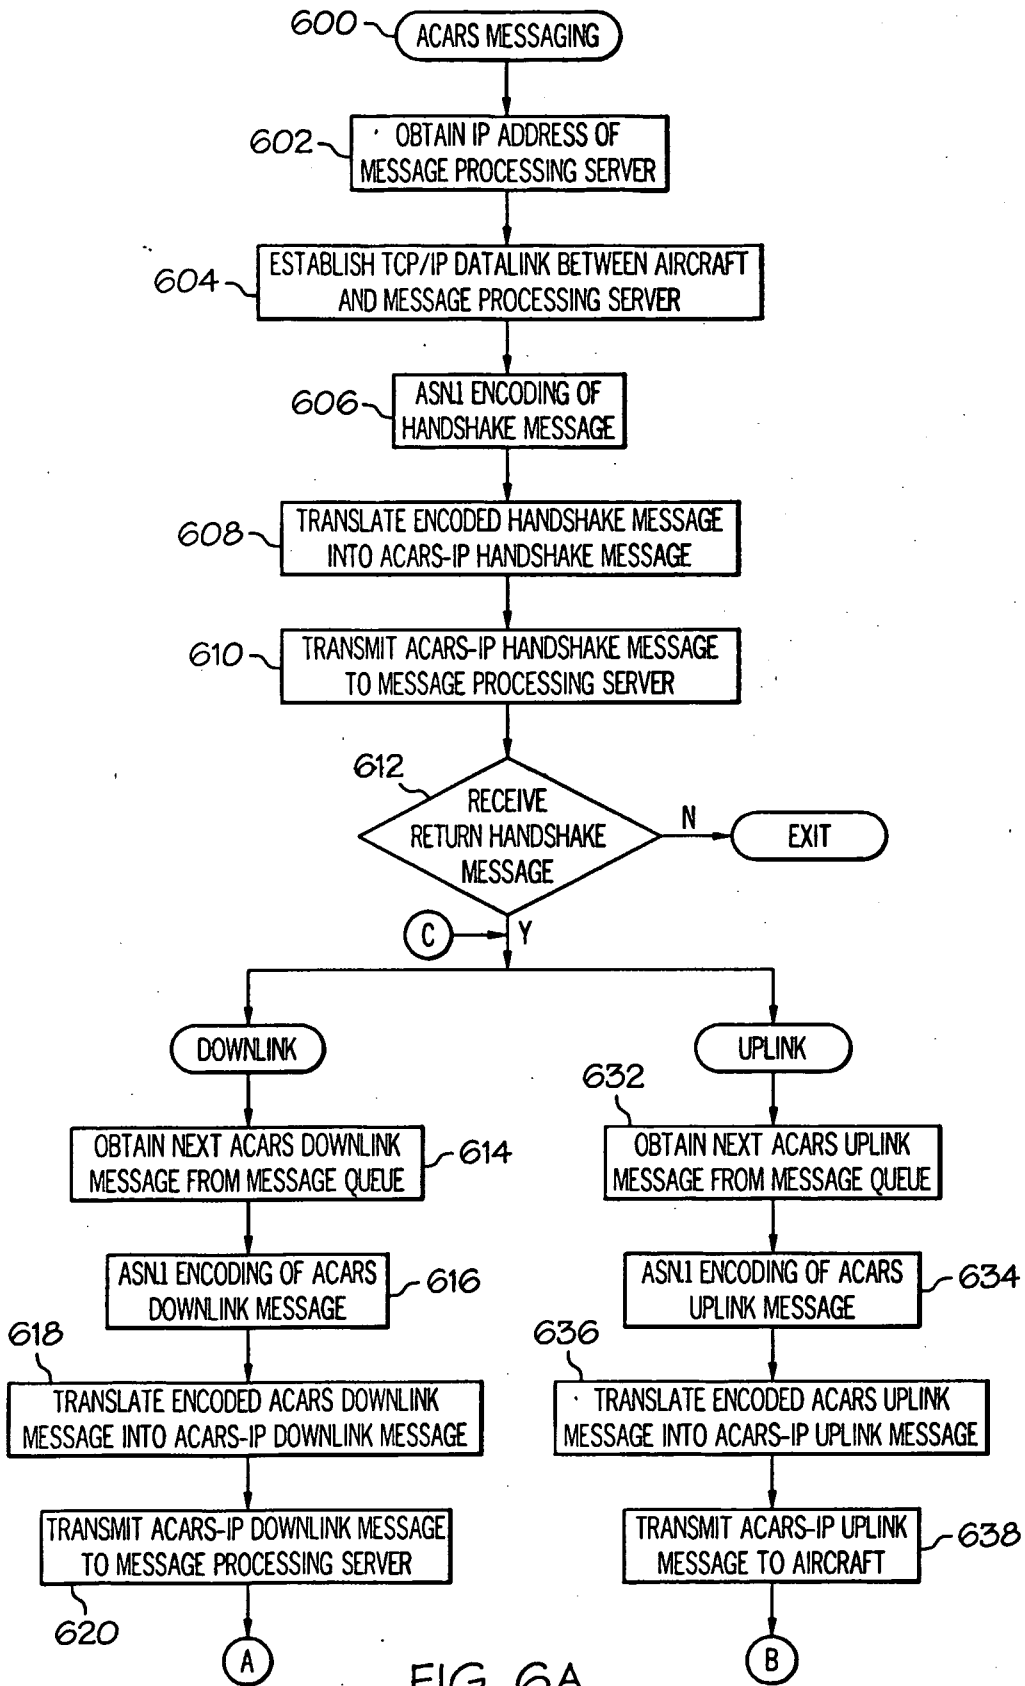 600
ACARS MESSAGING
602
OBTAIN IP ADDRESS OF
MESSAGE PROCESSING SERVER
604
ESTABLISH TCP/IP DATALINK BETWEEN AIRCRAFT
AND MESSAGE PROCESSING SERVER
606
ASN.1 ENCODING OF
HANDSHAKE MESSAGE
608
TRANSLATE ENCODED HANDSHAKE MESSAGE
INTO ACARS-IP HANDSHAKE MESSAGE
610
TRANSMIT ACARS-IP HANDSHAKE MESSAGE
TO MESSAGE PROCESSING SERVER
612
RECEIVE
RETURN HANDSHAKE
MESSAGE
N
EXIT
C
Y
DOWNLINK
OBTAIN NEXT ACARS DOWNLINK
MESSAGE FROM MESSAGE QUEUE
614
ASN.1 ENCODING OF ACARS
DOWNLINK MESSAGE
616
618
TRANSLATE ENCODED ACARS DOWNLINK
MESSAGE INTO ACARS-IP DOWNLINK MESSAGE
TRANSMIT ACARS-IP DOWNLINK MESSAGE
TO MESSAGE PROCESSING SERVER
620
A
UPLINK
632
OBTAIN NEXT ACARS UPLINK
MESSAGE FROM MESSAGE QUEUE
ASN.1 ENCODING OF ACARS
UPLINK MESSAGE
634
636
TRANSLATE ENCODED ACARS UPLINK
MESSAGE INTO ACARS-IP UPLINK MESSAGE
TRANSMIT ACARS-IP UPLINK
MESSAGE TO AIRCRAFT
638
B
FIG. 6A